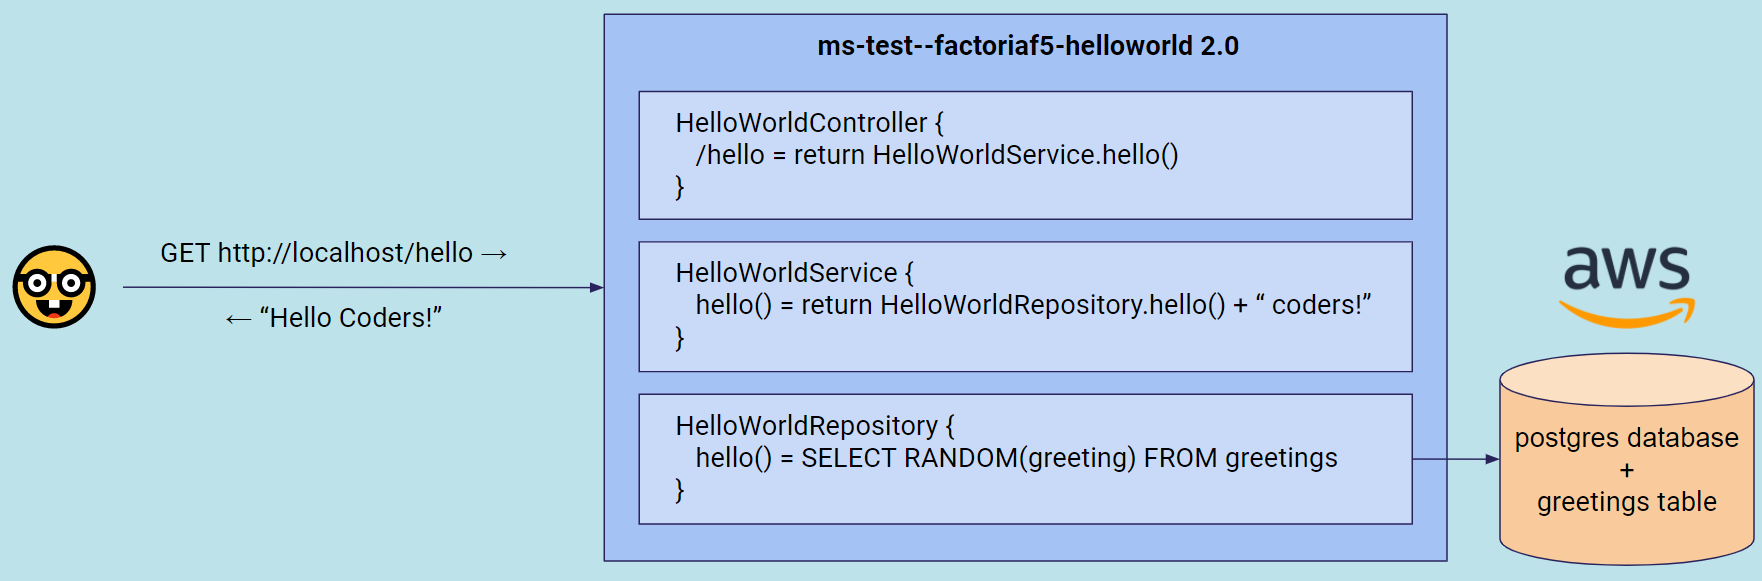 ms-test--factoriaf5-helloworld 2.0
HelloWorldController {
/hello = return HelloWorldService.hello()
}
GET http://localhost/hello →
← “Hello Coders!”
HelloWorldService {
hello() = return HelloWorldRepository.hello() + “ coders!”
}
HelloWorldRepository {
hello() = SELECT RANDOM(greeting) FROM greetings
}
aws
postgres database
+
greetings table